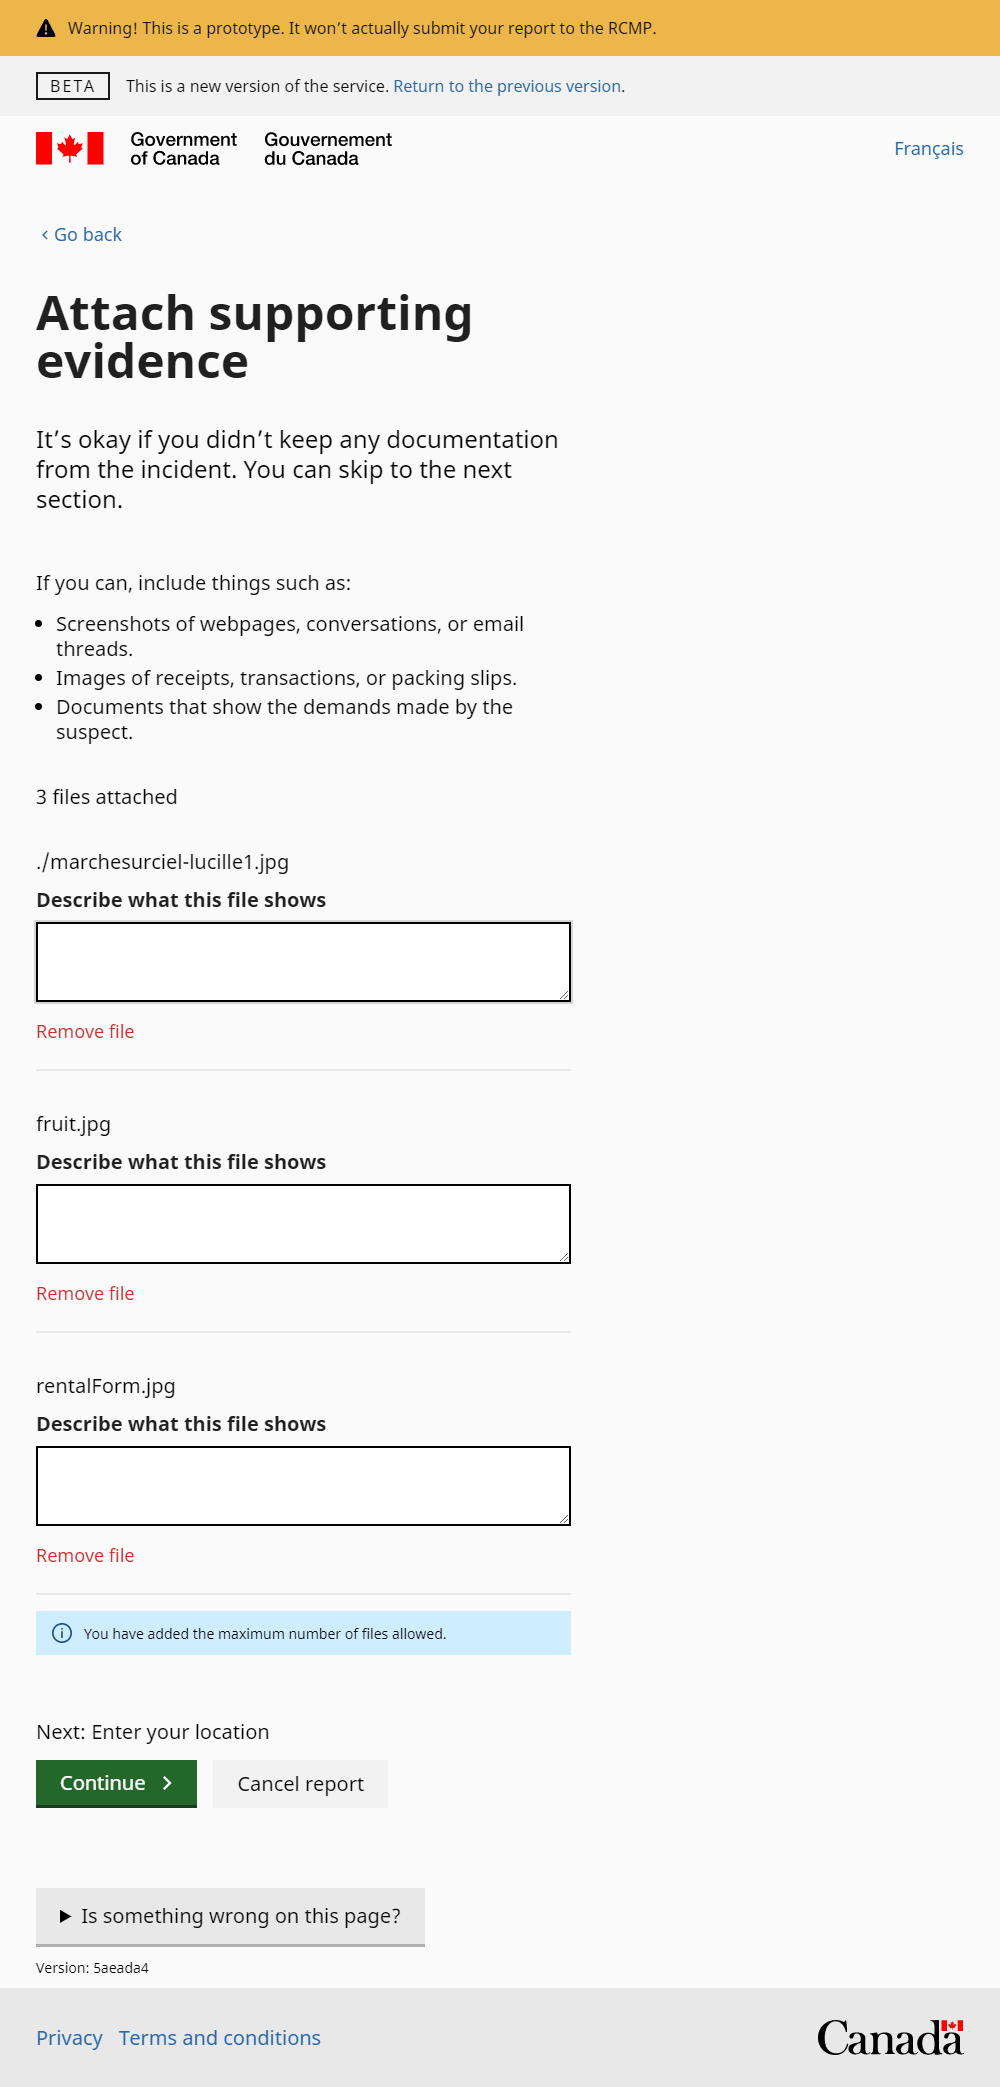 Warning! This is a prototype. It won’t actually submit your report to the RCMP.
BETA This is a new version of the service. Return to the previous version.
Government of Canada
Gouvernement du Canada
Français
Go back
Attach supporting
evidence
It’s okay if you didn’t keep any documentation
from the incident. You can skip to the next
section.
If you can, include things such as:
Screenshots of webpages, conversations, or email
threads.
Images of receipts, transactions, or packing slips.
Documents that show the demands made by the
suspect.
3 files attached
./marchesurciel-lucille1.jpg
Describe what this file shows
Remove file
fruit.jpg
Describe what this file shows
Remove file
rentalForm.jpg
Describe what this file shows
Remove file
You have added the maximum number of files allowed.
Next: Enter your location
Continue
Cancel report
Is something wrong on this page?
Version: 5aeada4
Privacy Terms and conditions
Canada